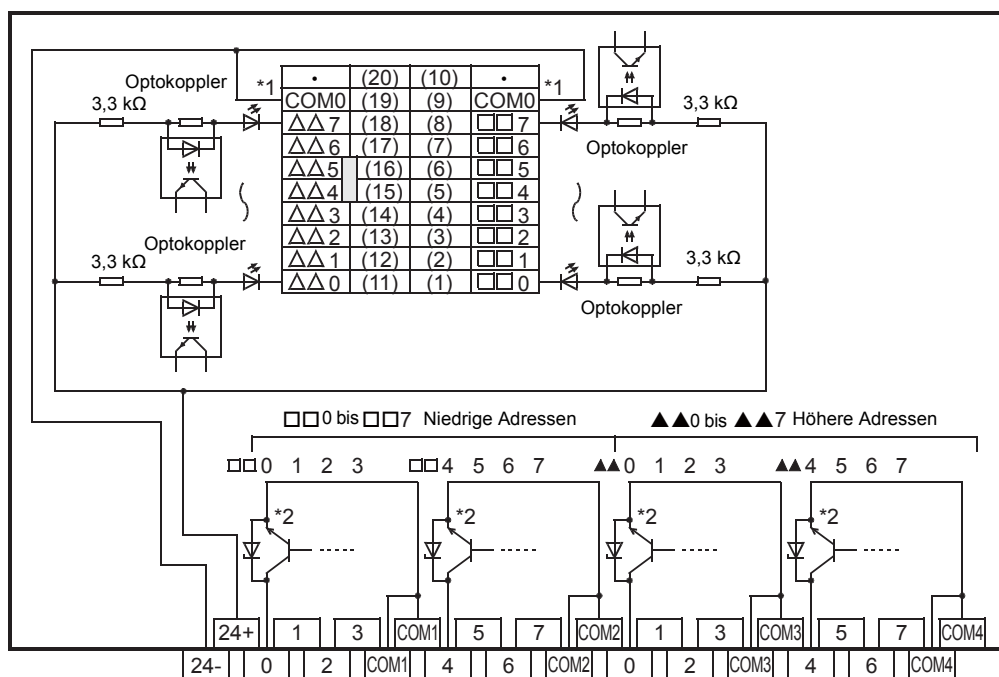 Optokoppler *1 • (20) (10) • *1
COM0 (19) (9) COM0
3,3 kΩ △△7 (18) (8) □□7 3,3 kΩ
△△6 (17) (7) □□6 Optokoppler
△△5 (16) (6) □□5
△△4 (15) (5) □□4
△△3 (14) (4) □□3
Optokoppler △△2 (13) (3) □□2
3,3 kΩ △△1 (12) (2) □□1 3,3 kΩ
△△0 (11) (1) □□0
Optokoppler
□□0 bis □□7 Niedrige Adressen ▲▲0 bis ▲▲7 Höhere Adressen
□□0 1 2 3 □□4 5 6 7 ▲▲0 1 2 3 ▲▲4 5 6 7
*2 *2 *2 *2
24+ 1 3 COM1 5 7 COM2 1 3 COM3 5 7 COM4
24- 0 2 COM1 4 6 COM2 0 2 COM3 4 6 COM4